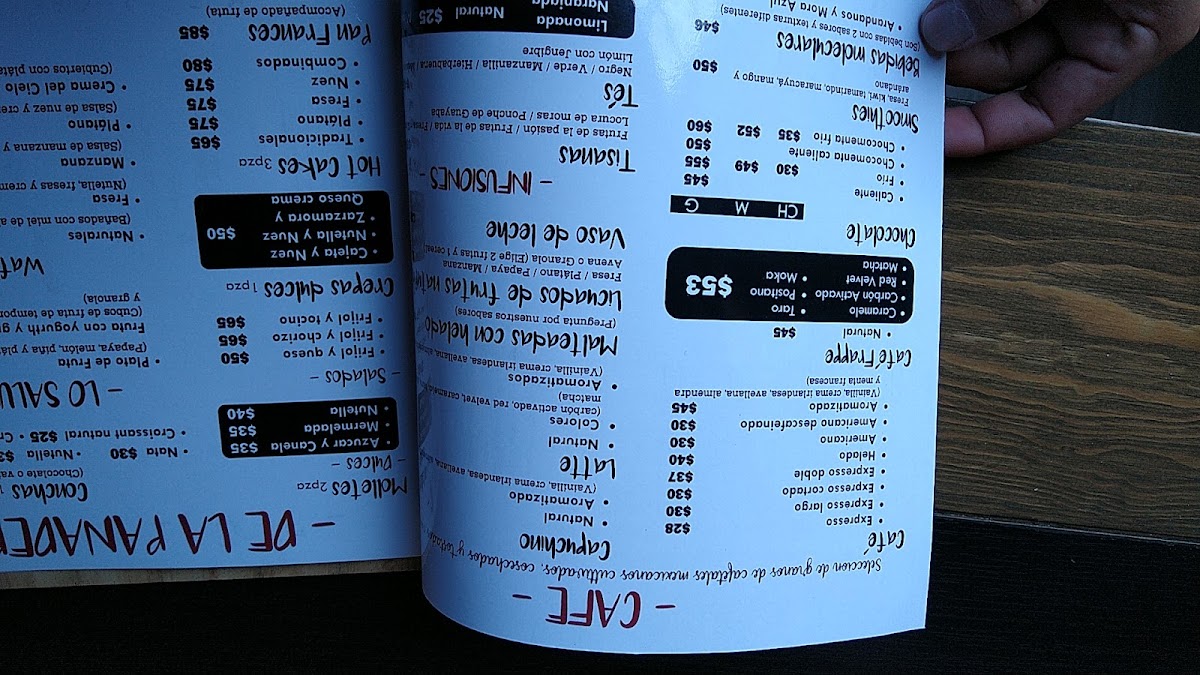 - CAFE -
Selección de granos de cafetales mexicanos cultivados, cosechados y
Café
• Expresso $28
• Expresso largo $30
• Expresso cortado $30
• Expresso doble $37
• Helado $40
• Americano $30
• Americano descafeinado $30
• Aromatizado $45
(Vainilla, crema irlandesa, avellana, almendra
y menta francesa)
Café Frappe
• Natural $45
• Caramelo • Taro
• Carbón Activado • Positano
• Red Velvet • Moka
• Matcha
$53
Chocolate
CH M G
• Caliente $45
• Frio $55
• Chocomenta caliente $30 $49 $50
• Chocomenta frio $35 $52 $60
Smoothies
Fresa, kiwi, tamarindo, maracuyá, mango y $50
arándano
Bebidas moleculares
(Son bebidas con 2 texturas y sabores diferentes) $46
• Arandanos y Mora Azul
Capuchino
• Natural
• Aromatizado
(Vainilla, crema irlandesa, avellana,
Latte
• Natural
• Colores
(carbón activado, red velvet,
matcha)
• Aromatizados
(Vainilla, crema irlandesa, avellana,
Malteadas con helado
(Pregunta por nuestros sabores)
Licuados de frutas
Fresa / Plátano / Papaya / Manzana
Avena o Granola (Elige 2 frutas y 1
Vaso de leche
- INFUSIONES -
Tisanas
Frutas de la pasión / Frutas de la vida
Locura de moras / Ponche de Guayaba
Tés
Negro / Verde / Manzanilla / Hierbabuena
Limón con Jengibre
Limonada Natural $25
Naranjada
- DE LA PANADE
Molletes 2pza
- DULCES -
• Azucar y Canela $35
• Mermelada $35
• Nutella $40
- Salados -
• Frijol y queso $50
• Frijol y chorizo $65
• Frijol y tocino $65
Crepas dulces 1pza
• Cajeta y Nuez
• Nutella y Nuez
• Zarzamora y
Queso crema
$50
Hot Cakes 3pza
• Tradicionales $65
• Plátano $75
• Fresa $75
• Nuez $75
• Combinados $80
Pan Frances $85
(Acompañado de fruta)
Conchas
(Chocolate o
• Nata $30 • Nutella
• Croissant natural $25 •
- LO SALU
• Plato de Fruta
(Papaya, melón, piña y
Fruta con yogurth y
(Cubos de fruta de
y granola)
Waf
• Naturales
(Bañados con miel de
• Fresa
(Nutella, fresas y
• Manzana
(Salsa de manzana y
• Plátano
(Salsa de nuez y
• Crema del Cielo
(Cubiertos con